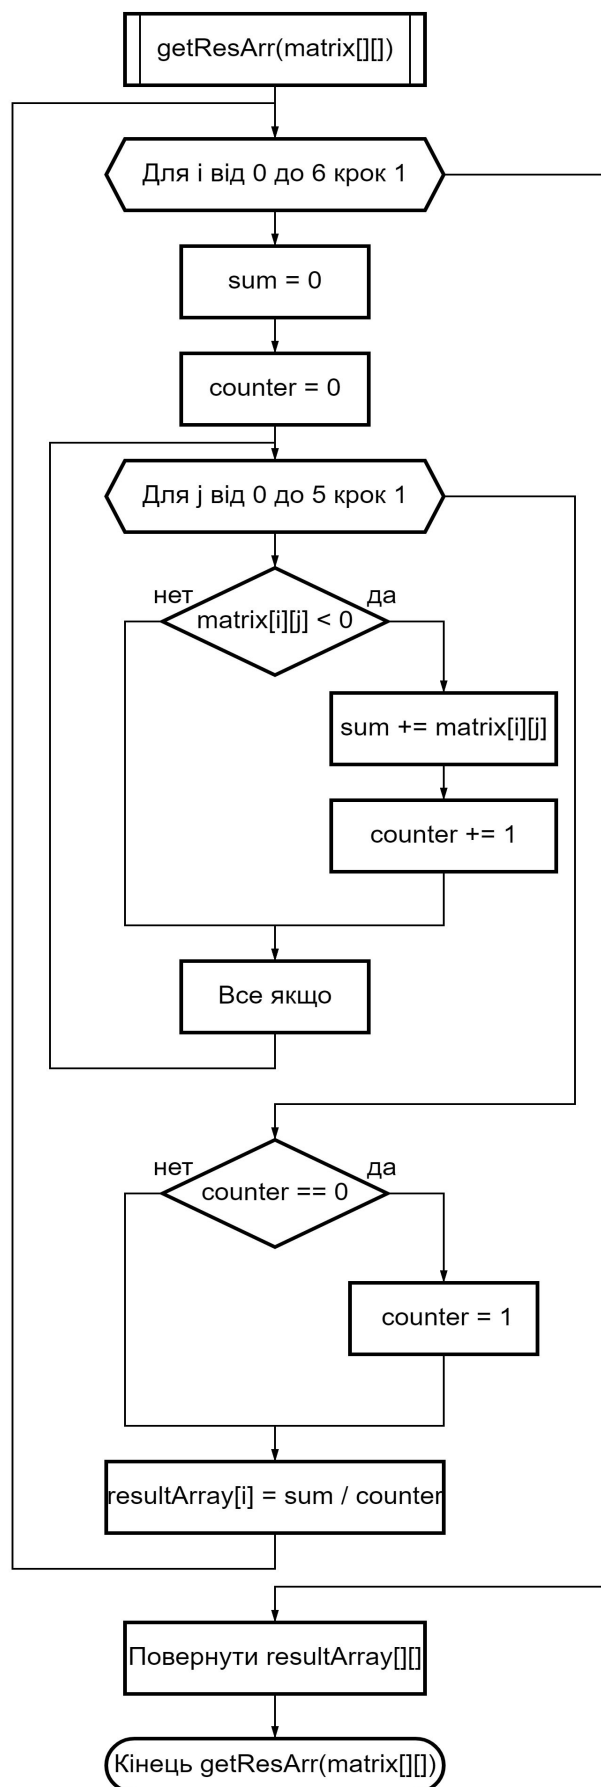 getResArr(matrix[][])
Для i від 0 до 6 крок 1
sum = 0
counter = 0
Для j від 0 до 5 крок 1
нет
да
matrix[i][j] < 0
sum += matrix[i][j]
counter += 1
Все якщо
нет
да
counter == 0
counter = 1
resultArray[i] = sum / counter
Повернути resultArray[][]
Кінець getResArr(matrix[][])